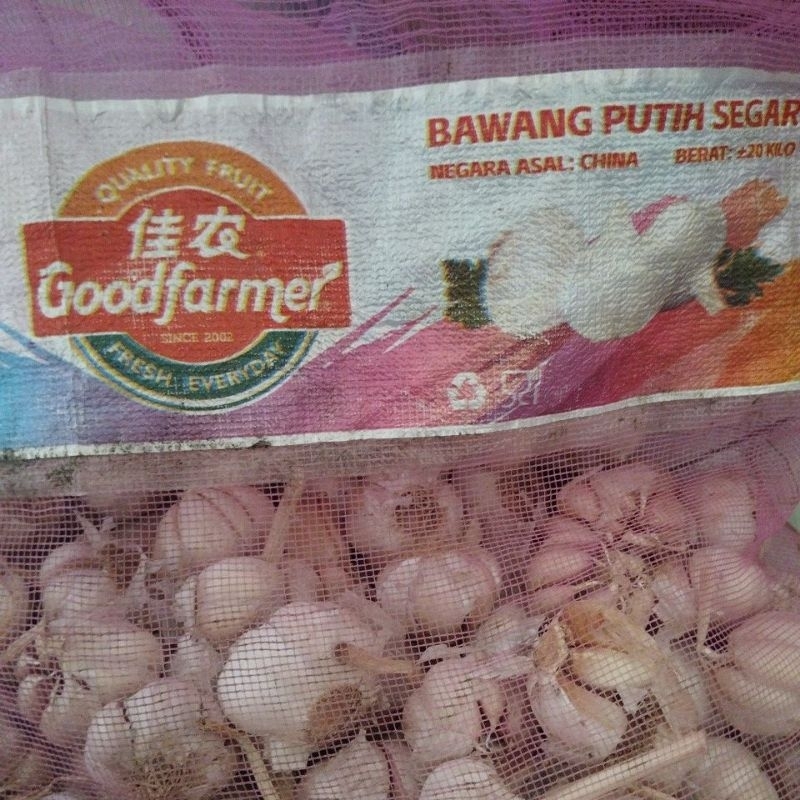 QUALITY FRUIT
佳农
Goodfarmer
SINCE 2002
FRESH EVERYDAY
BAWANG PUTIH SEGAR
NEGARA ASAL: CHINA BERAT: ±20 KILO